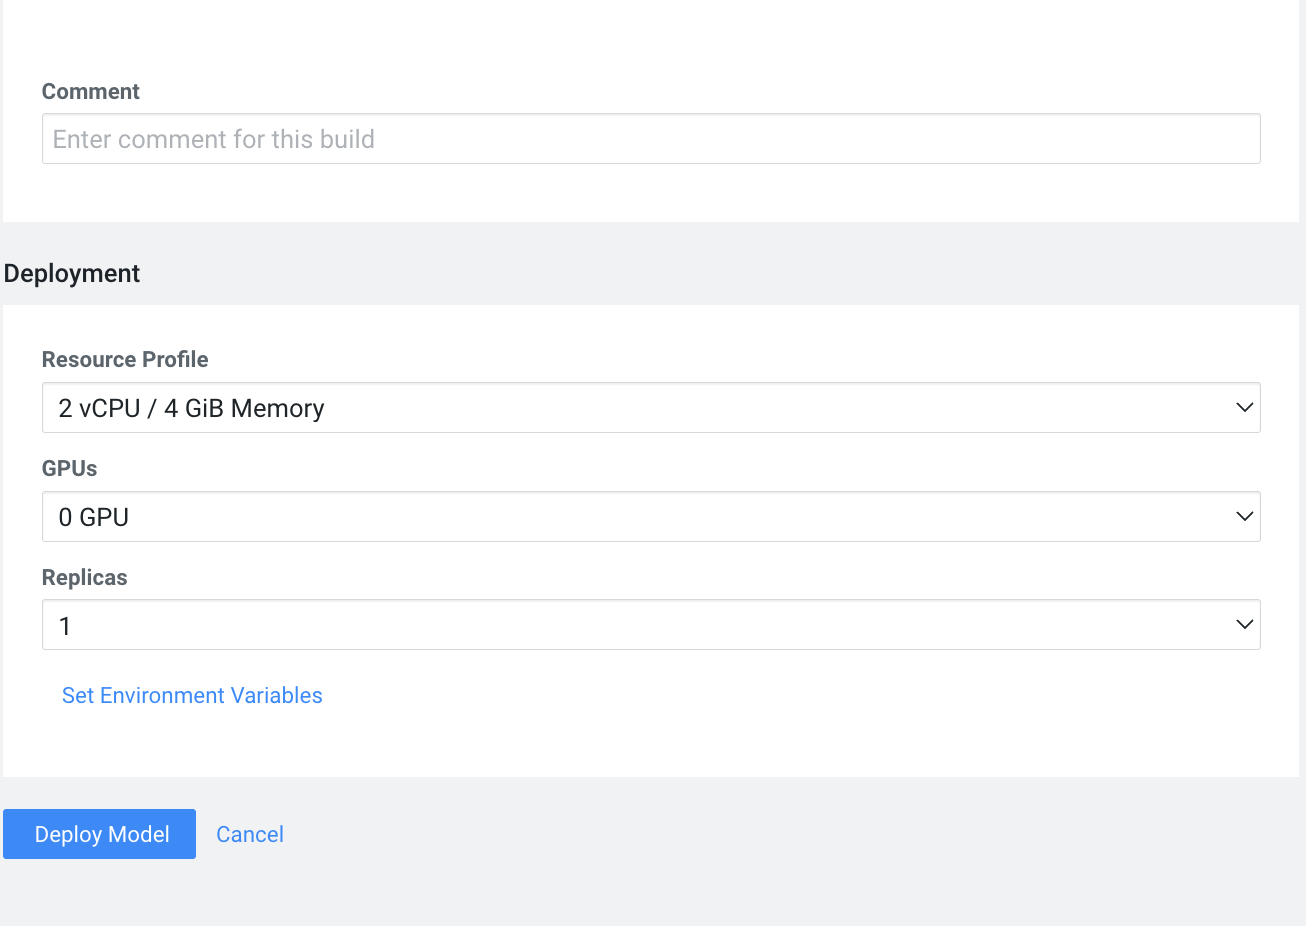 Comment
Enter comment for this build
Deployment
Resource Profile
2 vCPU / 4 GiB Memory
GPUs
0 GPU
Replicas
1
Set Environment Variables
Deploy Model Cancel